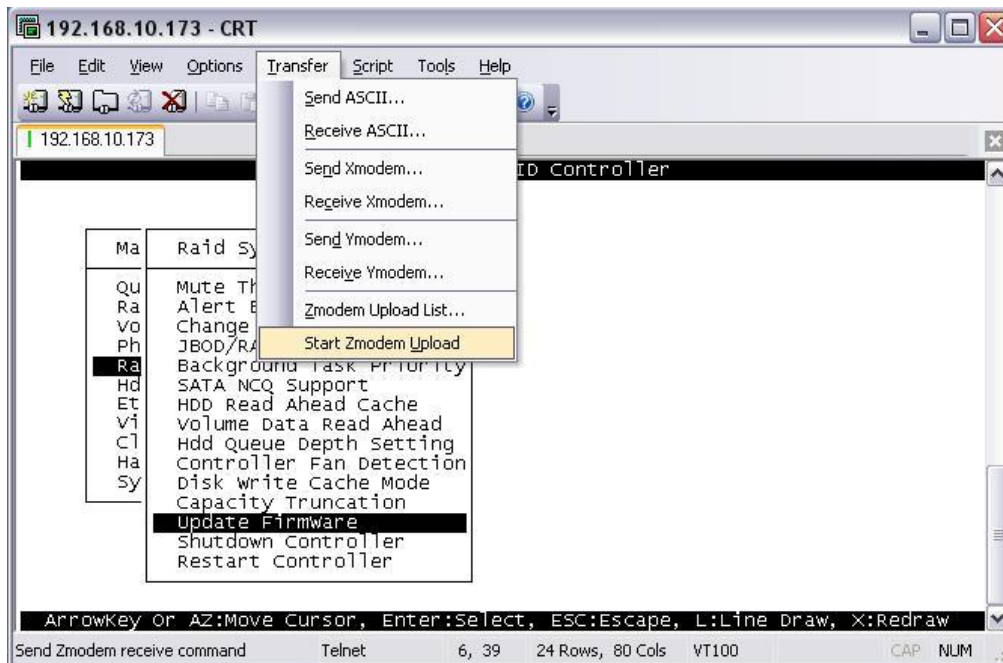 192.168.10.173 - CRT
File Edit View Options Transfer Script Tools Help
192.168.10.173
Send ASCII...
Receive ASCII...
Send Xmodem...
Receive Xmodem...
Send Ymodem...
Receive Ymodem...
Zmodem Upload List...
Start Zmodem Upload
ID Controller
Ma
Qu
Ra
Vo
Ph
Ra
Hd
Et
Vi
Cl
Ha
Sy
Raid Sy
Mute Th
Alert B
Change
JBOD/RA
Background Task Priority
SATA NCQ Support
HDD Read Ahead Cache
Volume Data Read Ahead
Hdd Queue Depth Setting
Controller Fan Detection
Disk Write Cache Mode
Capacity Truncation
Update FirmWare
Shutdown Controller
Restart Controller
ArrowKey Or AZ:Move Cursor, Enter:Select, ESC:Escape, L:Line Draw, X:Redraw
Send Zmodem receive command Telnet 6, 39 24 Rows, 80 Cols VT100 CAP NUM